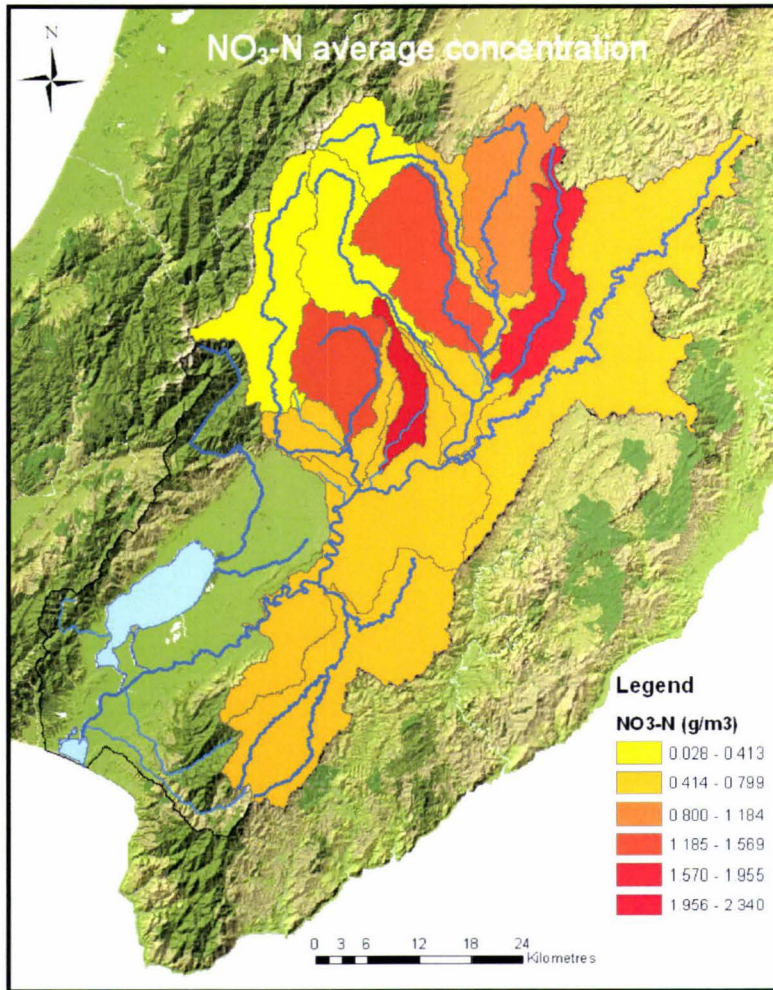 N
NO₃-N average concentration
Legend
NO3-N (g/m3)
0.028 - 0.413
0.414 - 0.799
0.800 - 1.184
1.185 - 1.569
1.570 - 1.955
1.956 - 2.340
0 3 6 12 18 24
Kilometres